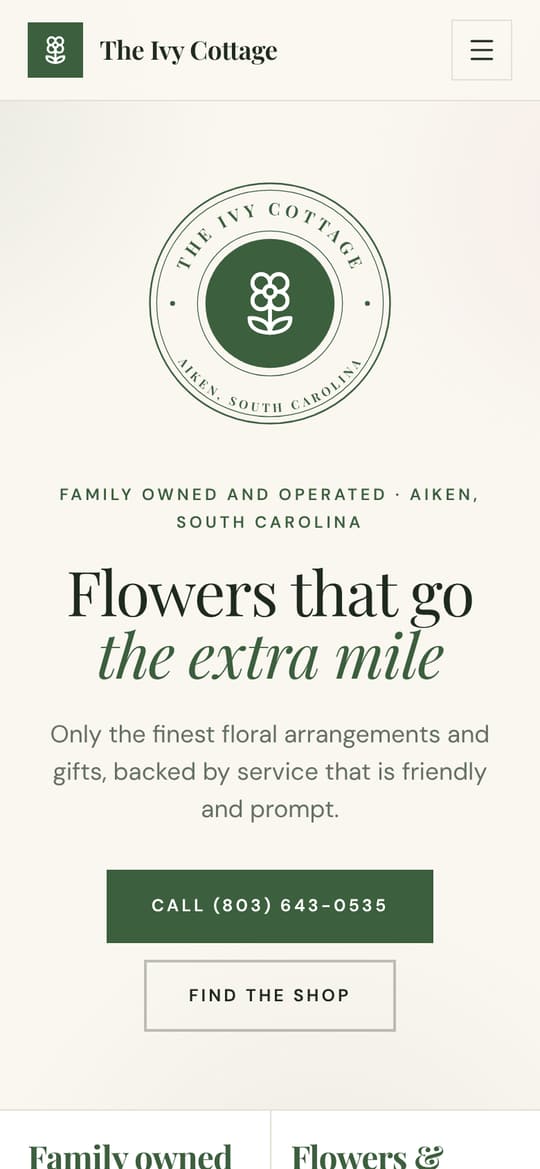 The Ivy Cottage
THE IVY COTTAGE
AIKEN, SOUTH CAROLINA
FAMILY OWNED AND OPERATED · AIKEN,
SOUTH CAROLINA
Flowers that go
the extra mile
Only the finest floral arrangements and
gifts, backed by service that is friendly
and prompt.
CALL (803) 643-0535
FIND THE SHOP
Family owned
Flowers &